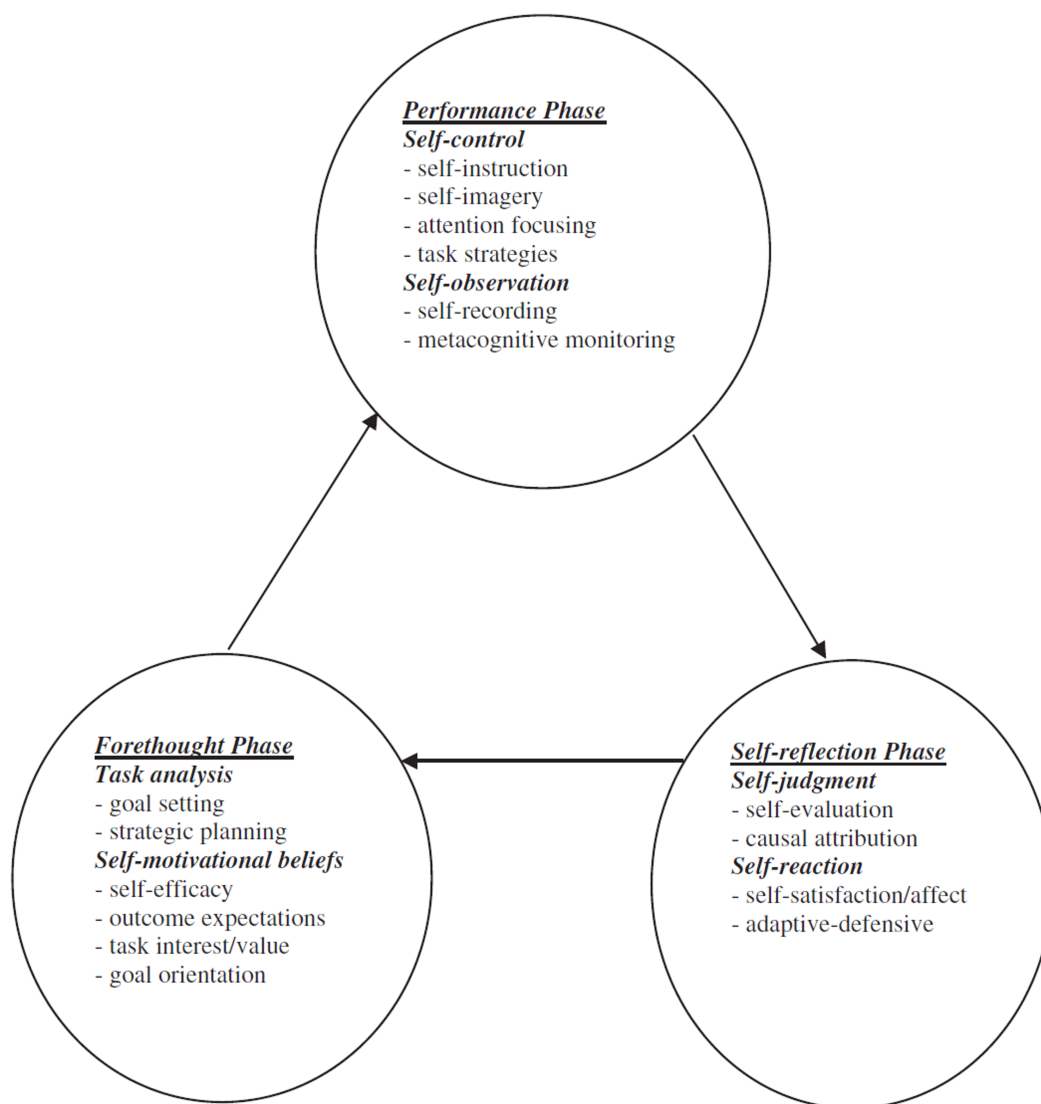 Performance Phase
Self-control
- self-instruction
- self-imagery
- attention focusing
- task strategies
Self-observation
- self-recording
- metacognitive monitoring
Forethought Phase
Task analysis
- goal setting
- strategic planning
Self-motivational beliefs
- self-efficacy
- outcome expectations
- task interest/value
- goal orientation
Self-reflection Phase
Self-judgment
- self-evaluation
- causal attribution
Self-reaction
- self-satisfaction/affect
- adaptive-defensive